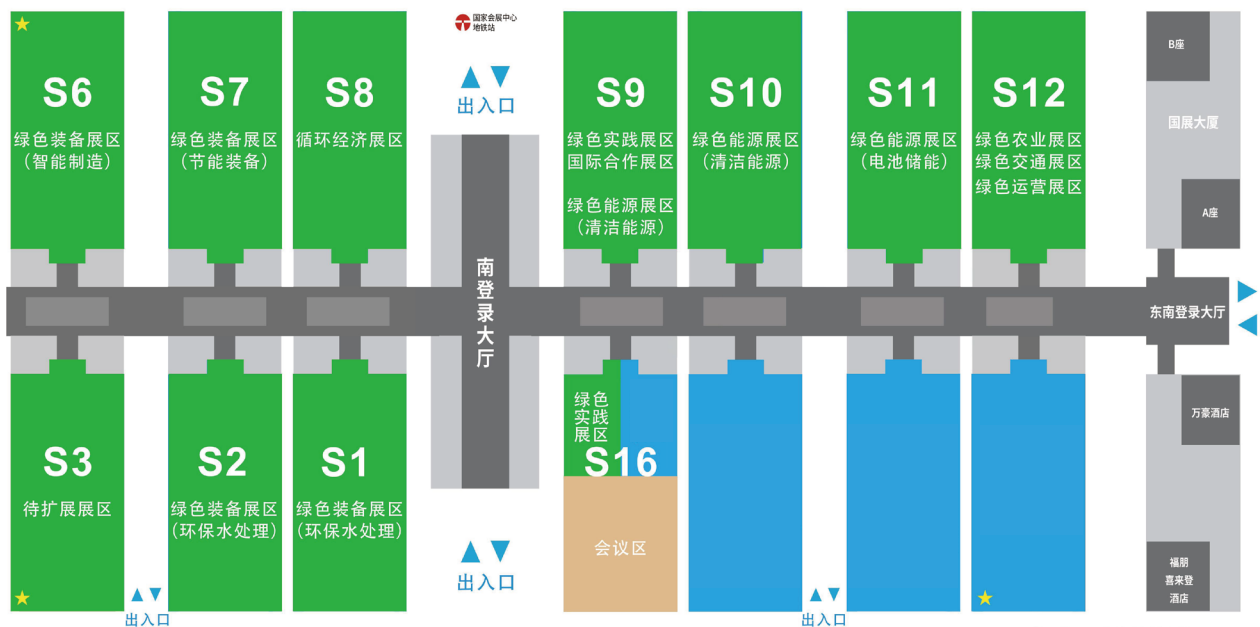 国家会展中心
地铁站
出入口
S6
绿色装备展区
(智能制造)
S7
绿色装备展区
(节能装备)
S8
循环经济展区
S9
绿色实践展区
国际合作展区
绿色能源展区
(清洁能源)
S10
绿色能源展区
(清洁能源)
S11
绿色能源展区
(电池储能)
S12
绿色农业展区
绿色交通展区
绿色运营展区
B座
国展大厦
A座
南登录大厅
东南登录大厅
S3
待扩展展区
S2
绿色装备展区
(环保水处理)
S1
绿色装备展区
(环保水处理)
绿色
实践
展区
S16
会议区
万豪酒店
福朋
喜来登
酒店
出入口
出入口
出入口